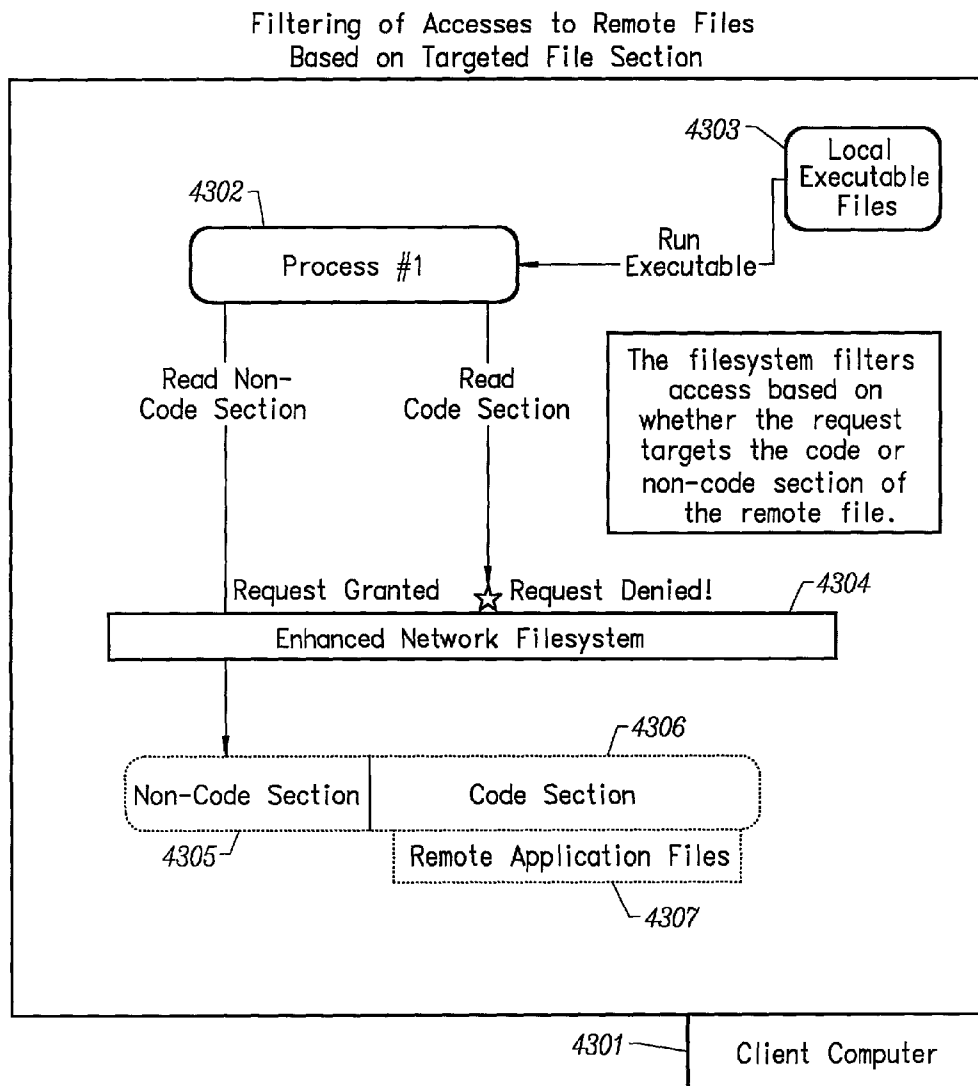 Filtering of Accesses to Remote Files
Based on Targeted File Section
4303
Local
Executable
Files
4302
Process #1
Run
Executable
Read Non-
Code Section
Read
Code Section
The filesystem filters
access based on
whether the request
targets the code or
non-code section of
the remote file.
Request Granted
Request Denied!
4304
Enhanced Network Filesystem
4306
Non-Code Section
Code Section
4305
Remote Application Files
4307
4301
Client Computer